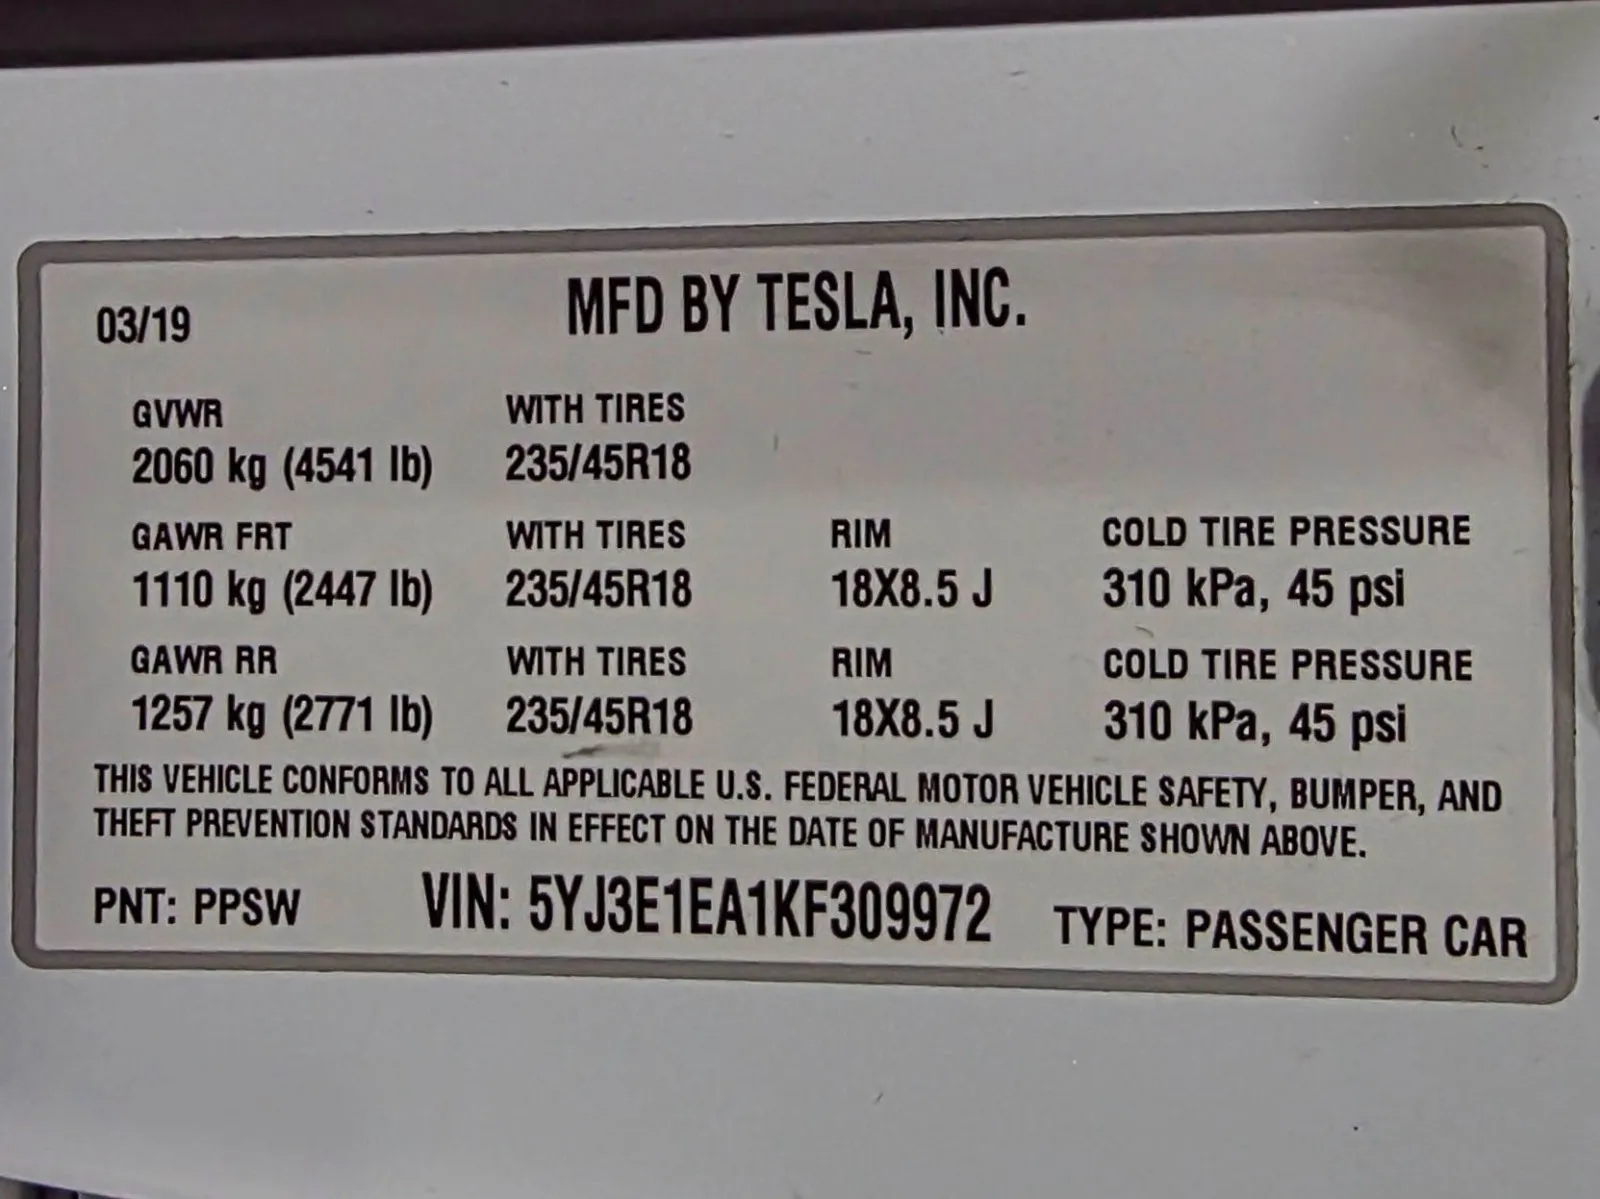 03/19 MFD BY TESLA, INC.
GVWR WITH TIRES
2060 kg (4541 lb) 235/45R18
GAWR FRT WITH TIRES RIM COLD TIRE PRESSURE
1110 kg (2447 lb) 235/45R18 18X8.5 J 310 kPa, 45 psi
GAWR RR WITH TIRES RIM COLD TIRE PRESSURE
1257 kg (2771 lb) 235/45R18 18X8.5 J 310 kPa, 45 psi
THIS VEHICLE CONFORMS TO ALL APPLICABLE U.S. FEDERAL MOTOR VEHICLE SAFETY, BUMPER, AND
THEFT PREVENTION STANDARDS IN EFFECT ON THE DATE OF MANUFACTURE SHOWN ABOVE.
PNT: PPSW VIN: 5YJ3E1EA1KF309972 TYPE: PASSENGER CAR